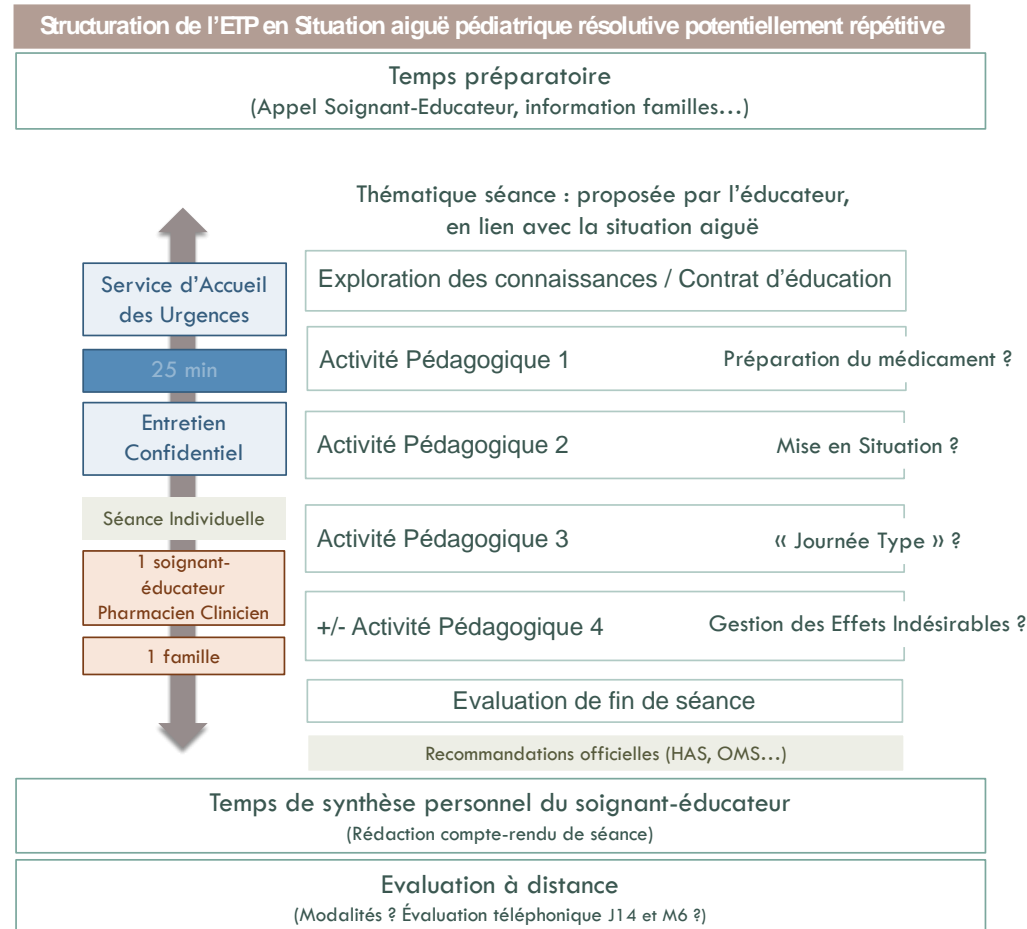 Structuration de l'ETP en Situation aiguë pédiatrique résolutive potentiellement répétitive
Temps préparatoire
(Appel Soignant-Educateur, information familles…)
Thématique séance : proposée par l'éducateur,
en lien avec la situation aiguë
Service d'Accueil
des Urgences
25 min
Entretien
Confidentiel
Séance Individuelle
1 soignant-
éducateur
Pharmacien Clinicien
1 famille
Exploration des connaissances / Contrat d'éducation
Activité Pédagogique 1
Préparation du médicament ?
Activité Pédagogique 2
Mise en Situation ?
Activité Pédagogique 3
« Journée Type » ?
+/- Activité Pédagogique 4
Gestion des Effets Indésirables ?
Evaluation de fin de séance
Recommandations officielles (HAS, OMS…)
Temps de synthèse personnel du soignant-éducateur
(Rédaction compte-rendu de séance)
Evaluation à distance
(Modalités ? Évaluation téléphonique J14 et M6 ?)